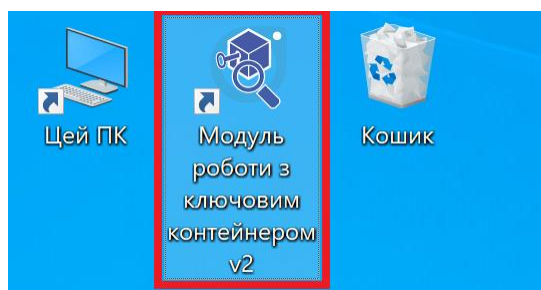 Цей ПК
Модуль
роботи з
ключовим
контейнером
v2
Кошик